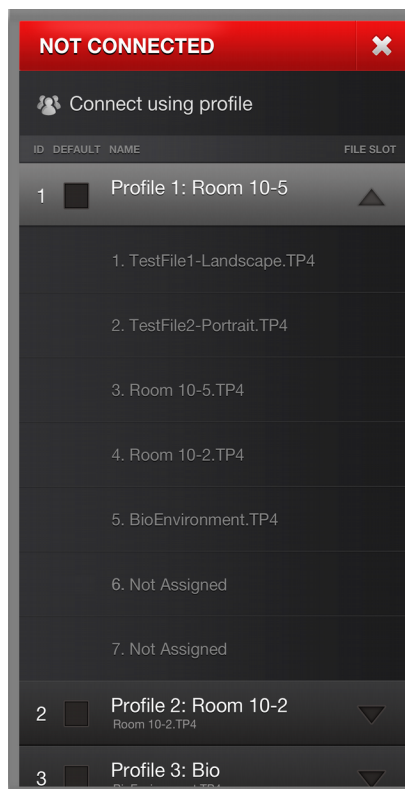 NOT CONNECTED
Connect using profile
ID DEFAULT NAME FILE SLOT
1 Profile 1: Room 10-5
1. TestFile1-Landscape.TP4
2. TestFile2-Portrait.TP4
3. Room 10-5.TP4
4. Room 10-2.TP4
5. BioEnvironment.TP4
6. Not Assigned
7. Not Assigned
2 Profile 2: Room 10-2
Room 10-2.TP4
3 Profile 3: Bio